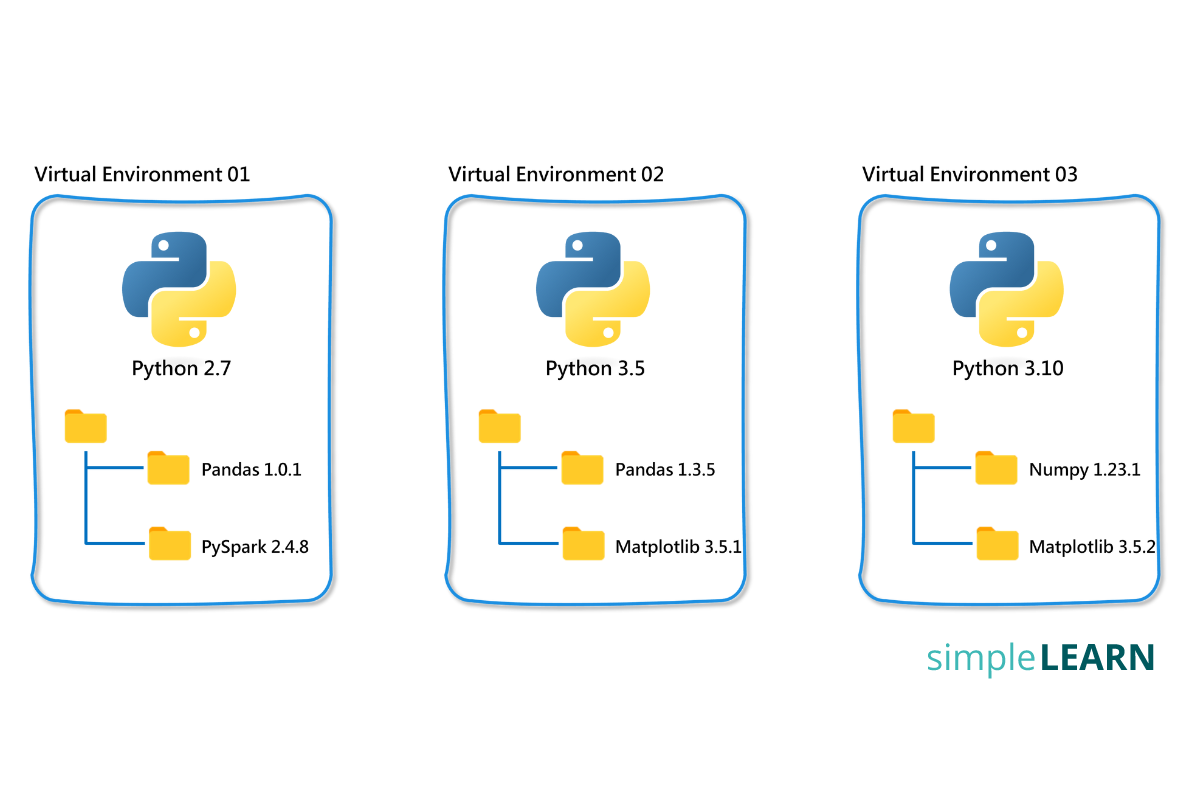 Virtual Environment 01
Python 2.7
Pandas 1.0.1
PySpark 2.4.8
Virtual Environment 02
Python 3.5
Pandas 1.3.5
Matplotlib 3.5.1
Virtual Environment 03
Python 3.10
Numpy 1.23.1
Matplotlib 3.5.2
simpleLEARN